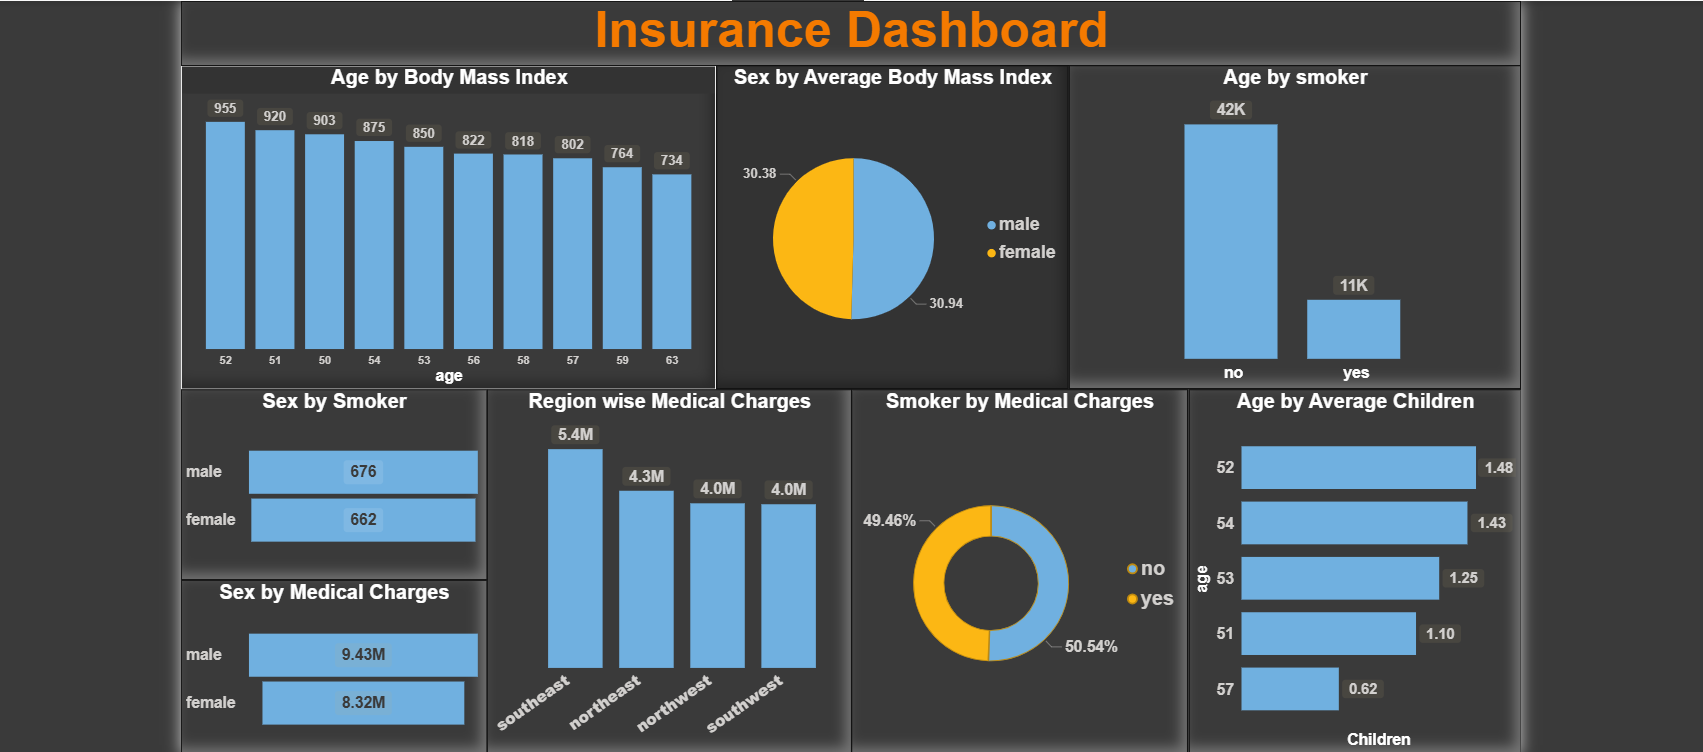 Insurance Dashboard
Age by Body Mass Index
955
920
903
875
850
822
818
802
764
734
52
51
50
54
53
56
58
57
59
63
age
Sex by Average Body Mass Index
30.38
30.94
male
female
Age by smoker
42K
11K
no
yes
Sex by Smoker
male
676
female
662
Sex by Medical Charges
male
9.43M
female
8.32M
Region wise Medical Charges
5.4M
4.3M
4.0M
4.0M
southeast
northeast
northwest
southwest
Smoker by Medical Charges
49.46%
50.54%
no
yes
Age by Average Children
age
52
1.48
54
1.43
53
1.25
51
1.10
57
0.62
Children